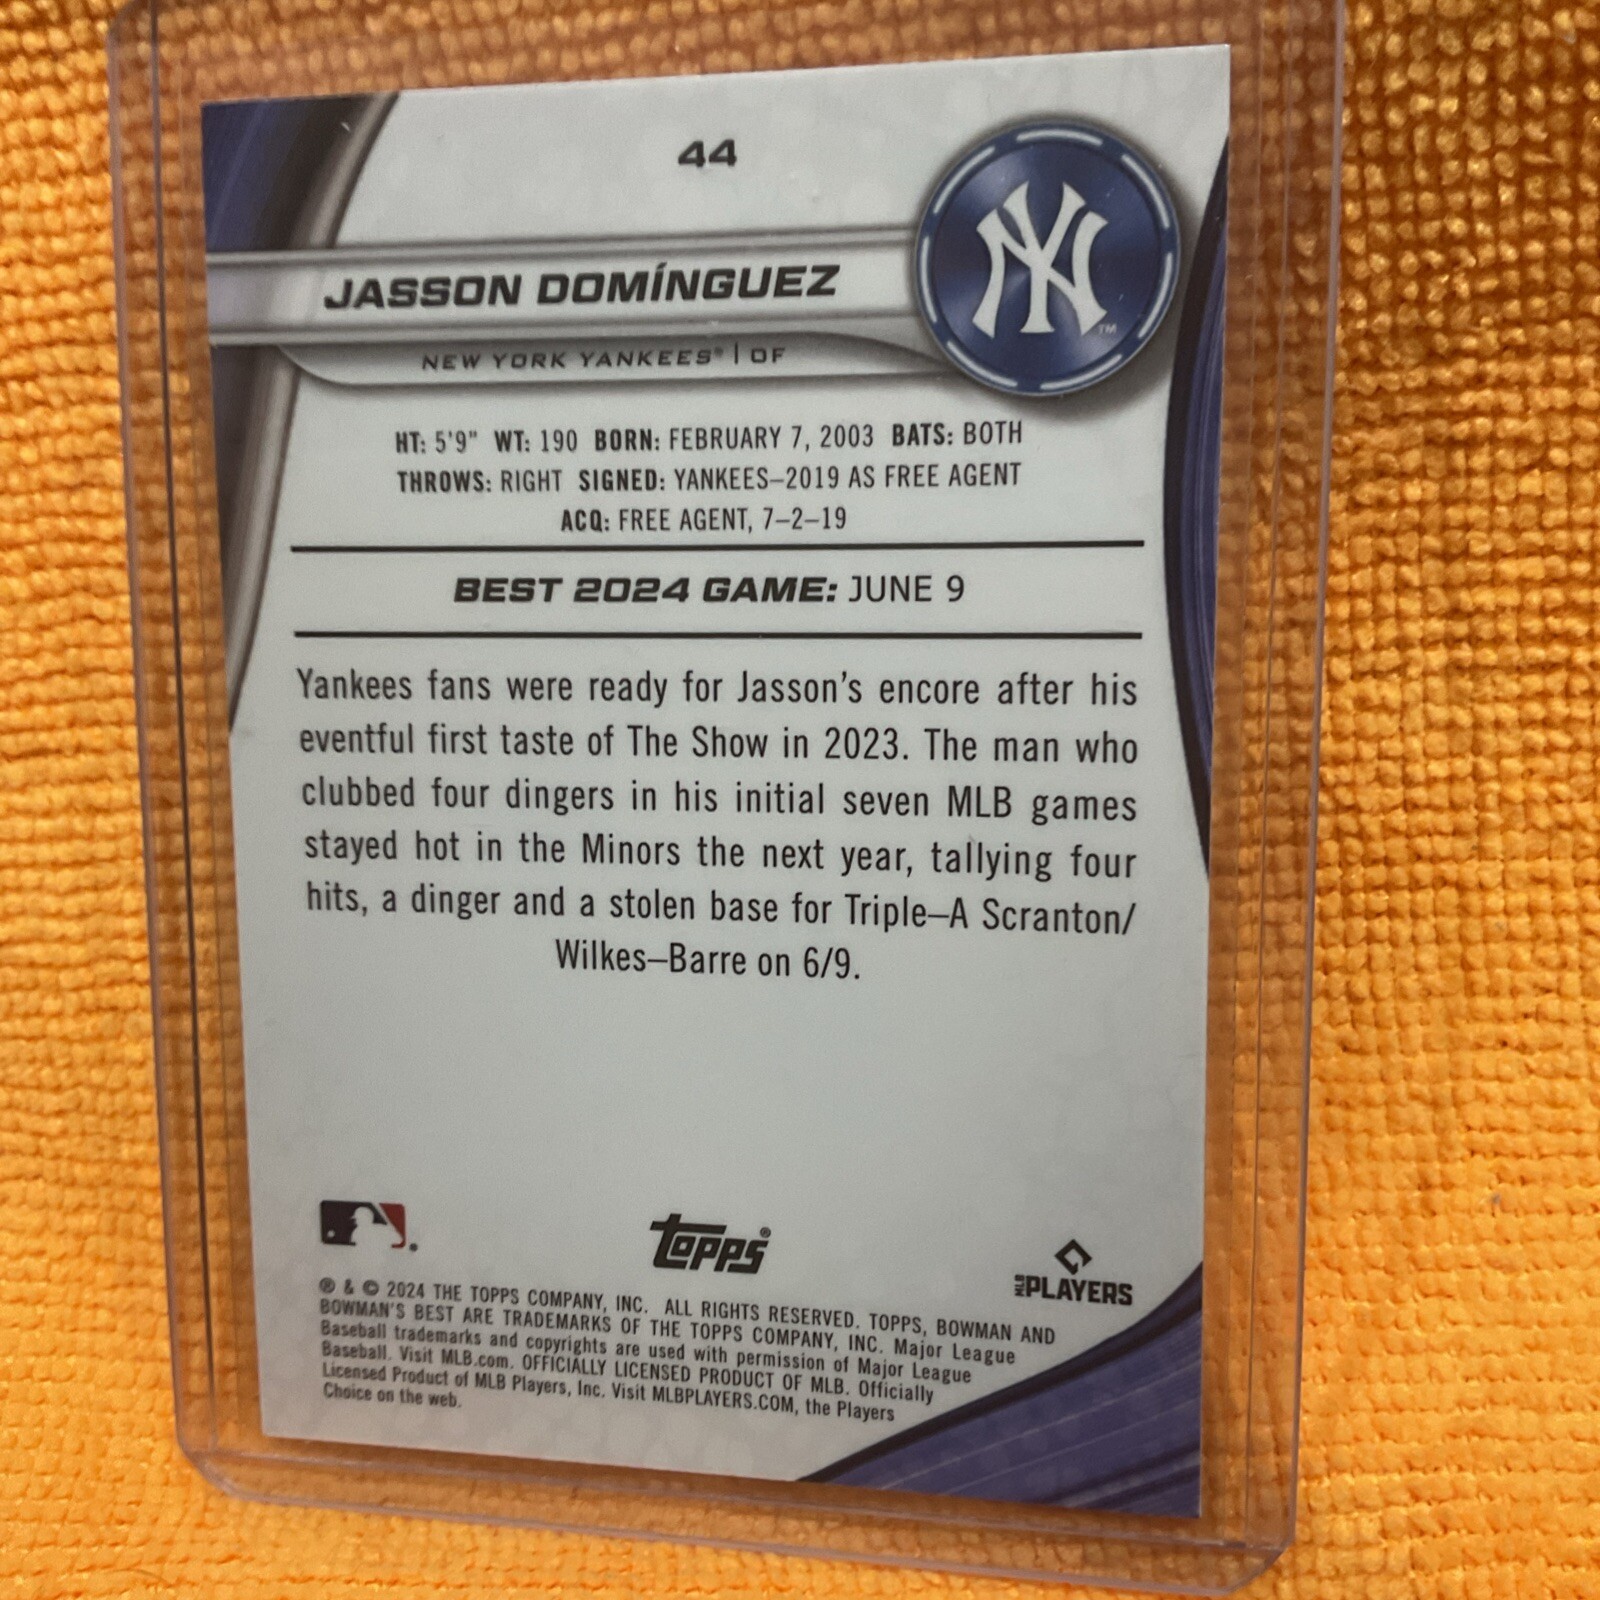 44
JASSON DOMÍNGUEZ
NY
™
NEW YORK YANKEES® | OF
HT: 5'9" WT: 190 BORN: FEBRUARY 7, 2003 BATS: BOTH
THROWS: RIGHT SIGNED: YANKEES–2019 AS FREE AGENT
ACQ: FREE AGENT, 7–2–19
BEST 2024 GAME: JUNE 9
Yankees fans were ready for Jasson's encore after his
eventful first taste of The Show in 2023. The man who
clubbed four dingers in his initial seven MLB games
stayed hot in the Minors the next year, tallying four
hits, a dinger and a stolen base for Triple–A Scranton/
Wilkes–Barre on 6/9.
topps®
MLB PLAYERS
® & © 2024 THE TOPPS COMPANY, INC. ALL RIGHTS RESERVED. TOPPS, BOWMAN AND
BOWMAN'S BEST ARE TRADEMARKS OF THE TOPPS COMPANY, INC. Major League
Baseball trademarks and copyrights are used with permission of Major League
Baseball. Visit MLB.com. OFFICIALLY LICENSED PRODUCT OF MLB. Officially
Licensed Product of MLB Players, Inc. Visit MLBPLAYERS.COM, the Players
Choice on the web.